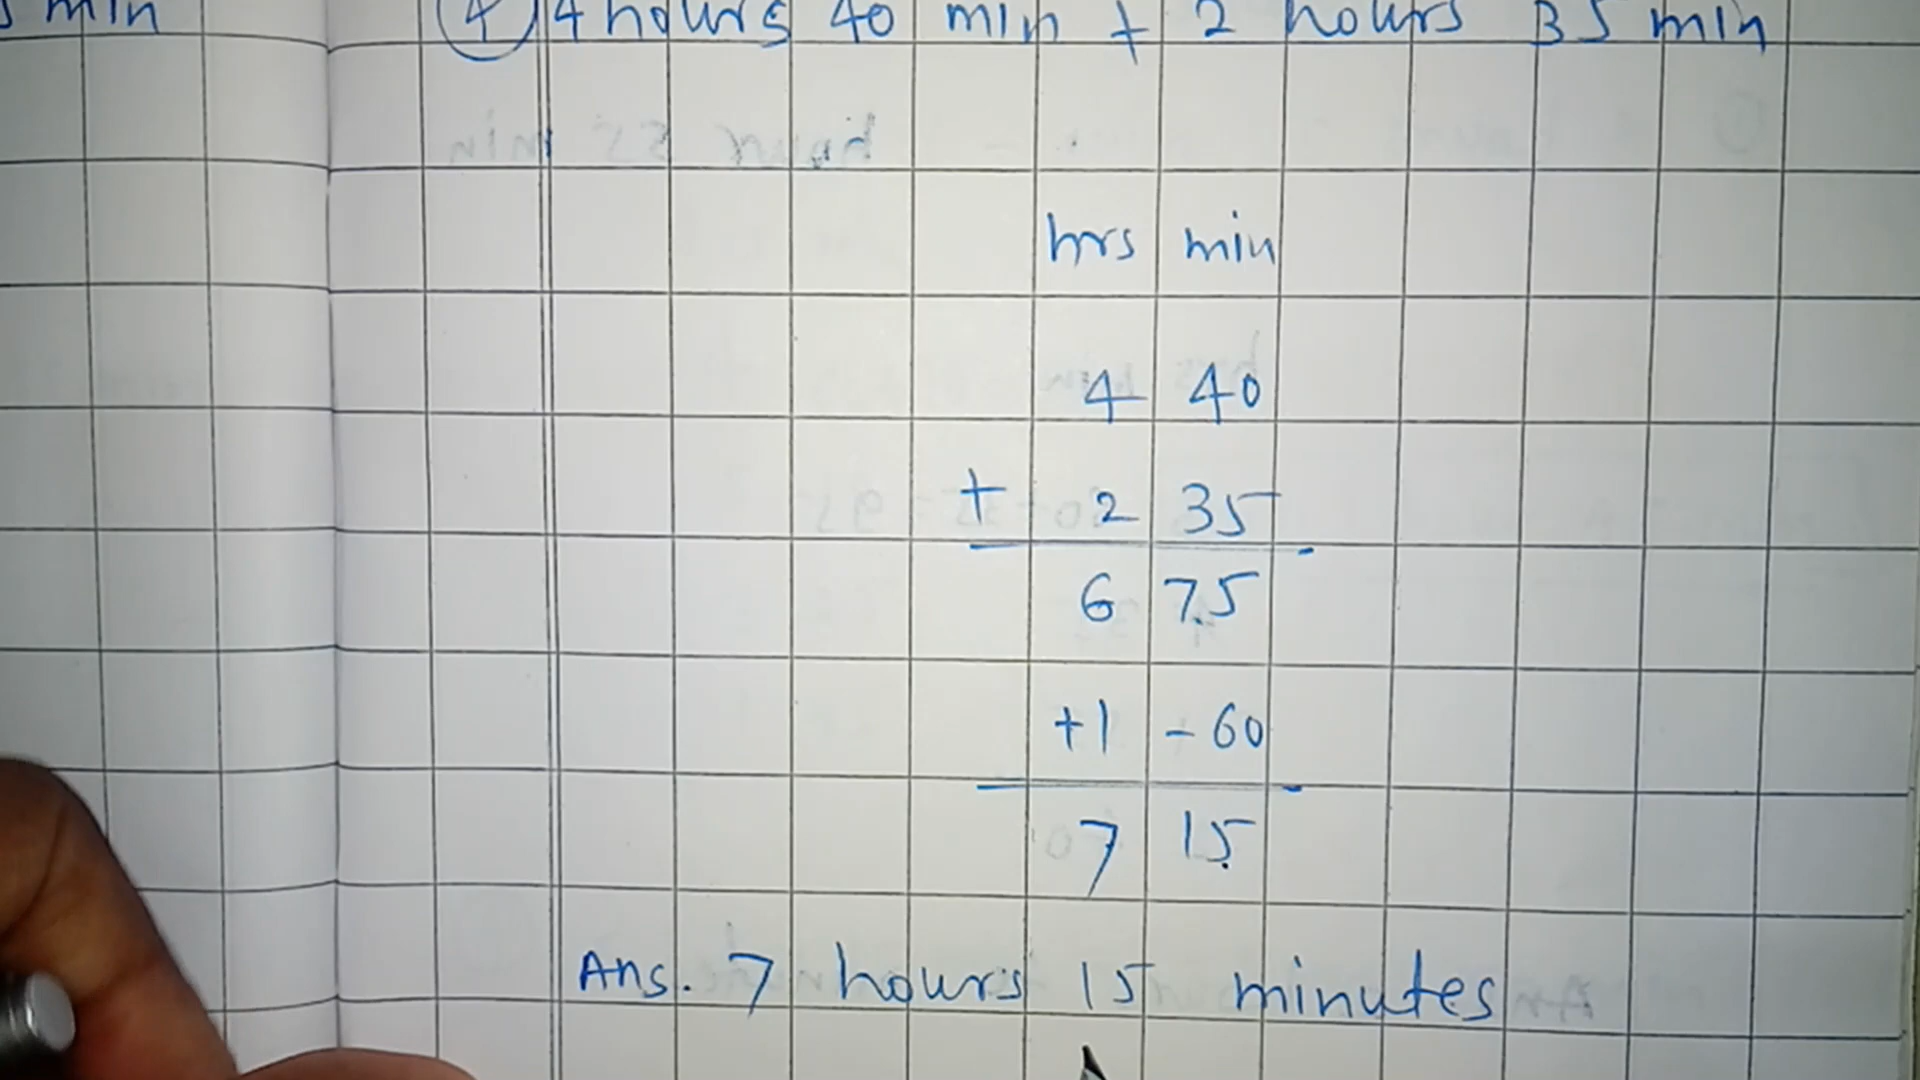 min
④ 4 hours 40 min + 2 hours 35 min
hrs min
4 40
+ 2 35
6 75
+1 - 60
7 15
Ans. 7 hours 15 minutes